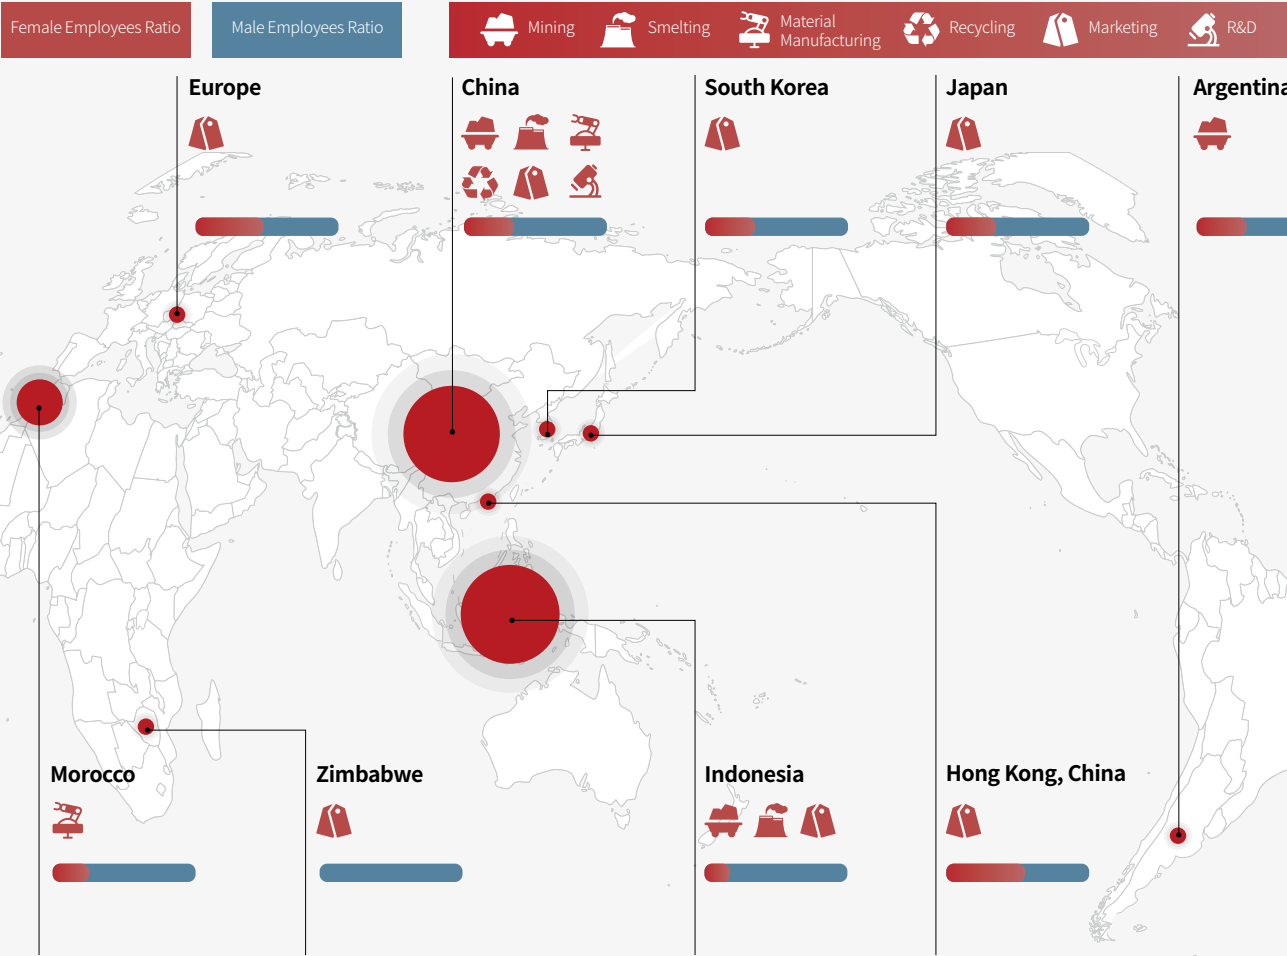 Female Employees Ratio
Male Employees Ratio
Mining
Smelting
Material
Manufacturing
Recycling
Marketing
R&D
Europe
China
South Korea
Japan
Argentina
Morocco
Zimbabwe
Indonesia
Hong Kong, China